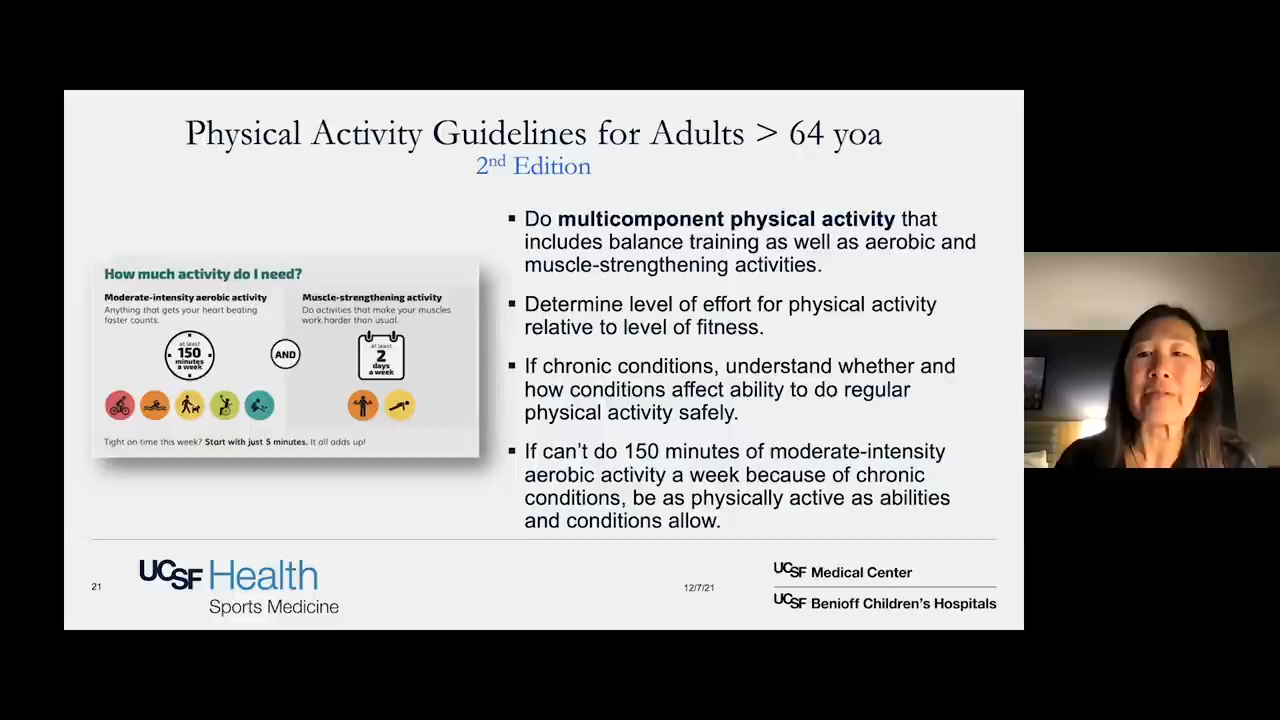 Physical Activity Guidelines for Adults > 64 yoa
2nd Edition
How much activity do I need?
Moderate-intensity aerobic activity
Anything that gets your heart beating
faster counts.
at least
150
minutes
a week
AND
Muscle-strengthening activity
Do activities that make your muscles
work harder than usual.
at least
2
days
a week
Tight on time this week? Start with just 5 minutes. It all adds up!
▪ Do multicomponent physical activity that
includes balance training as well as aerobic and
muscle-strengthening activities.
▪ Determine level of effort for physical activity
relative to level of fitness.
▪ If chronic conditions, understand whether and
how conditions affect ability to do regular
physical activity safely.
▪ If can't do 150 minutes of moderate-intensity
aerobic activity a week because of chronic
conditions, be as physically active as abilities
and conditions allow.
21
UCSF Health
Sports Medicine
12/7/21
UCSF Medical Center
UCSF Benioff Children's Hospitals